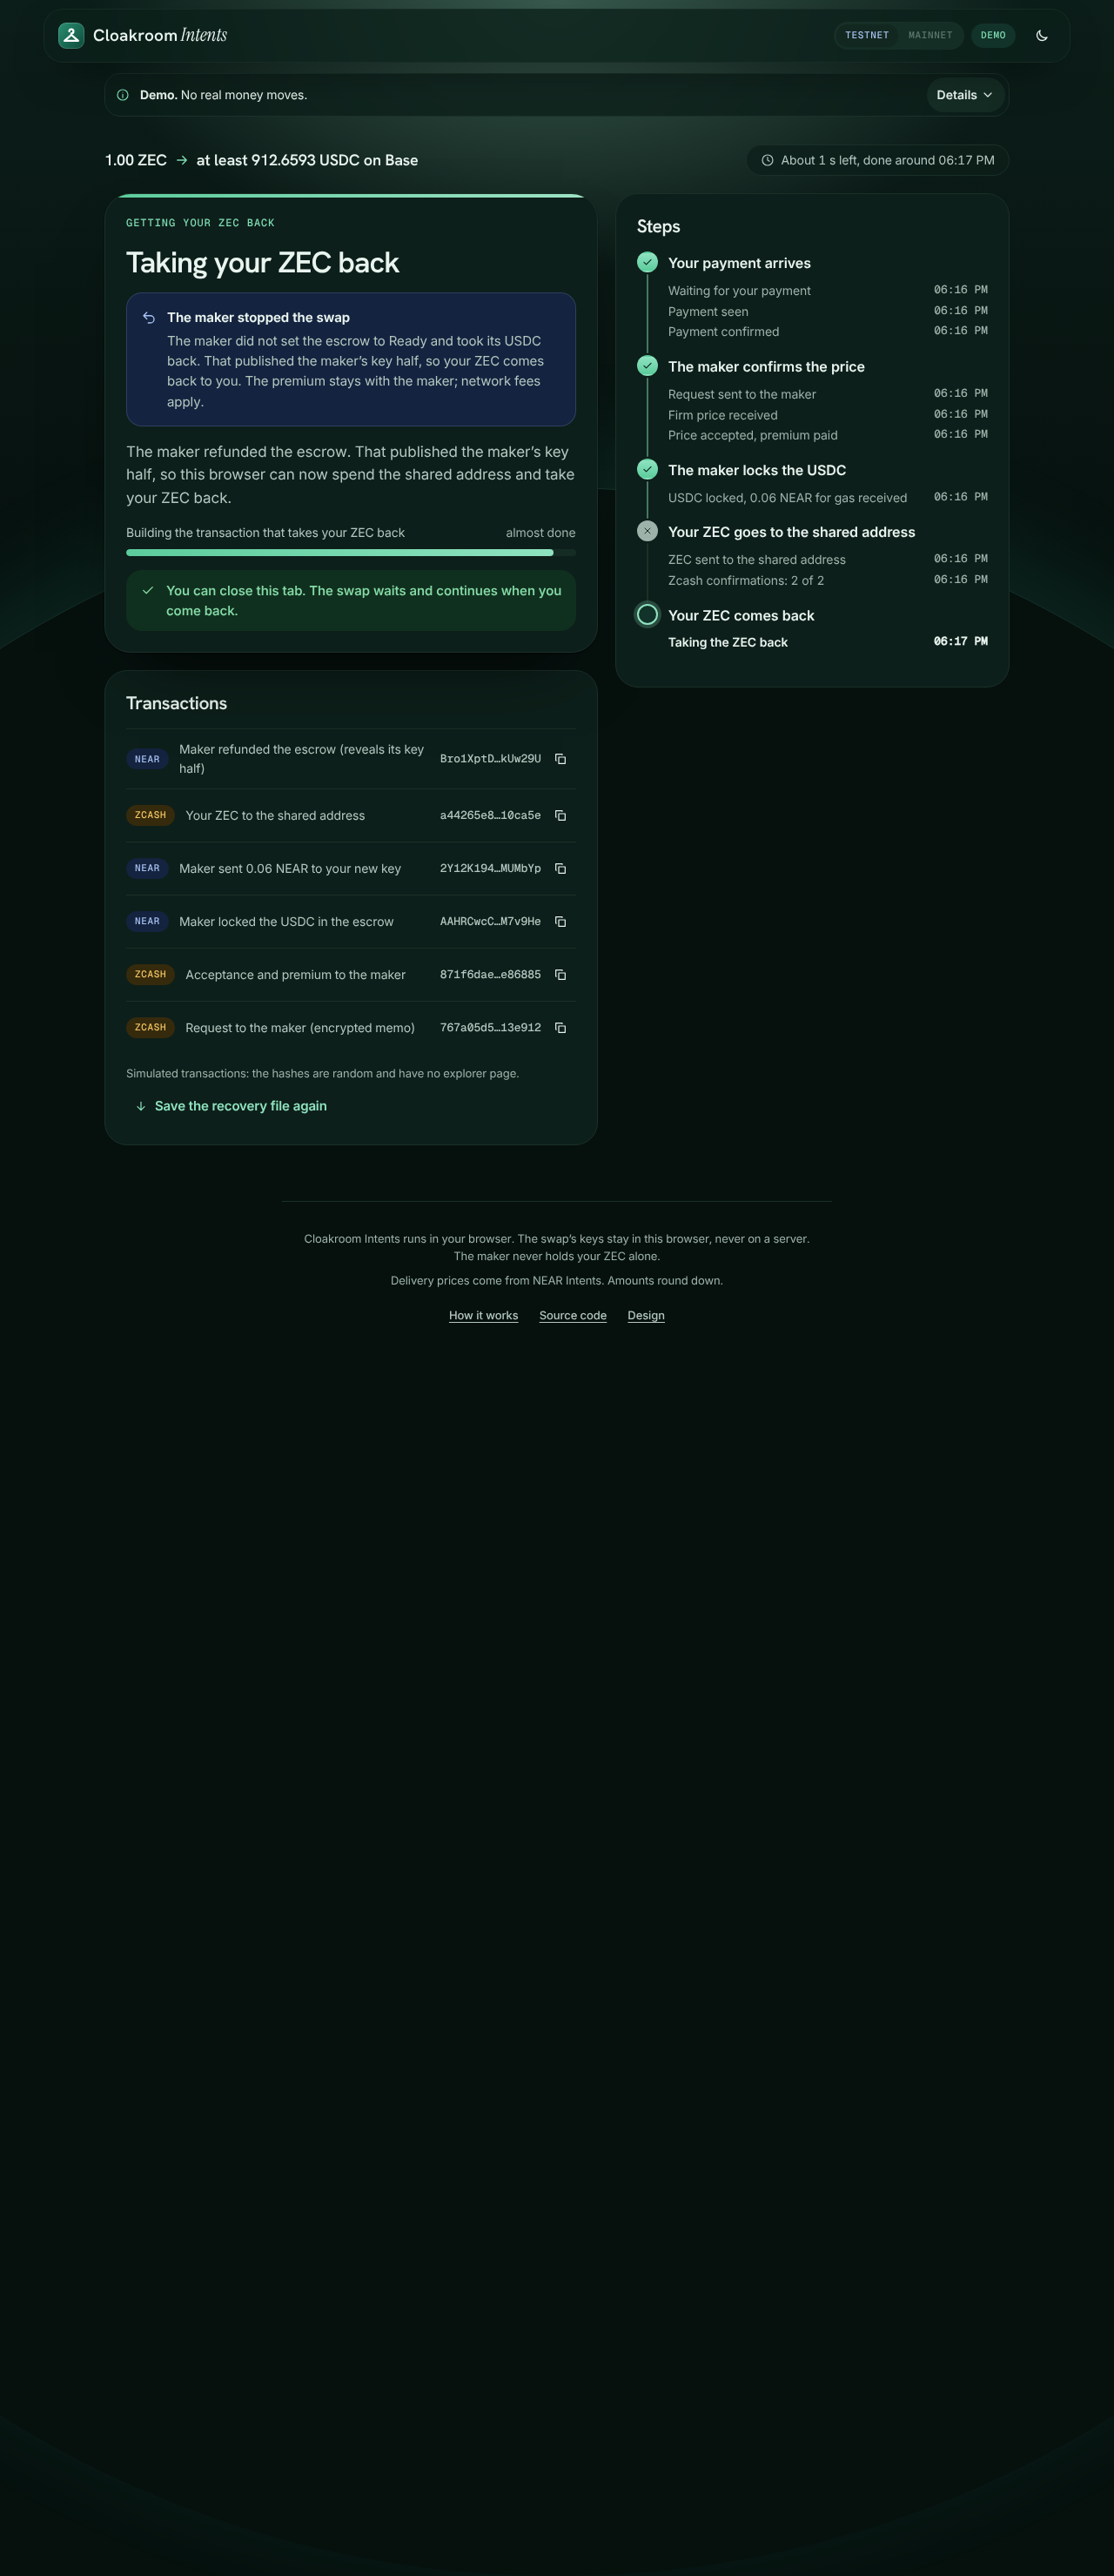 Cloakroom Intents
TESTNET MAINNET DEMO
Demo. No real money moves.
Details
1.00 ZEC → at least 912.6593 USDC on Base
About 1 s left, done around 06:17 PM
GETTING YOUR ZEC BACK
Taking your ZEC back
The maker stopped the swap
The maker did not set the escrow to Ready and took its USDC
back. That published the maker’s key half, so your ZEC comes
back to you. The premium stays with the maker; network fees
apply.
The maker refunded the escrow. That published the maker’s key
half, so this browser can now spend the shared address and take
your ZEC back.
Building the transaction that takes your ZEC back almost done
You can close this tab. The swap waits and continues when you
come back.
Steps
Your payment arrives
Waiting for your payment 06:16 PM
Payment seen 06:16 PM
Payment confirmed 06:16 PM
The maker confirms the price
Request sent to the maker 06:16 PM
Firm price received 06:16 PM
Price accepted, premium paid 06:16 PM
The maker locks the USDC
USDC locked, 0.06 NEAR for gas received 06:16 PM
Your ZEC goes to the shared address
ZEC sent to the shared address 06:16 PM
Zcash confirmations: 2 of 2 06:16 PM
Your ZEC comes back
Taking the ZEC back 06:17 PM
Transactions
NEAR Maker refunded the escrow (reveals its key
half) Bro1XptD…kUw29U
ZCASH Your ZEC to the shared address a44265e8…10ca5e
NEAR Maker sent 0.06 NEAR to your new key 2Y12K194…MUMbYp
NEAR Maker locked the USDC in the escrow AAHRCwcC…M7v9He
ZCASH Acceptance and premium to the maker 871f6dae…e86885
ZCASH Request to the maker (encrypted memo) 767a05d5…13e912
Simulated transactions: the hashes are random and have no explorer page.
Save the recovery file again
Cloakroom Intents runs in your browser. The swap’s keys stay in this browser, never on a server.
The maker never holds your ZEC alone.
Delivery prices come from NEAR Intents. Amounts round down.
How it works Source code Design